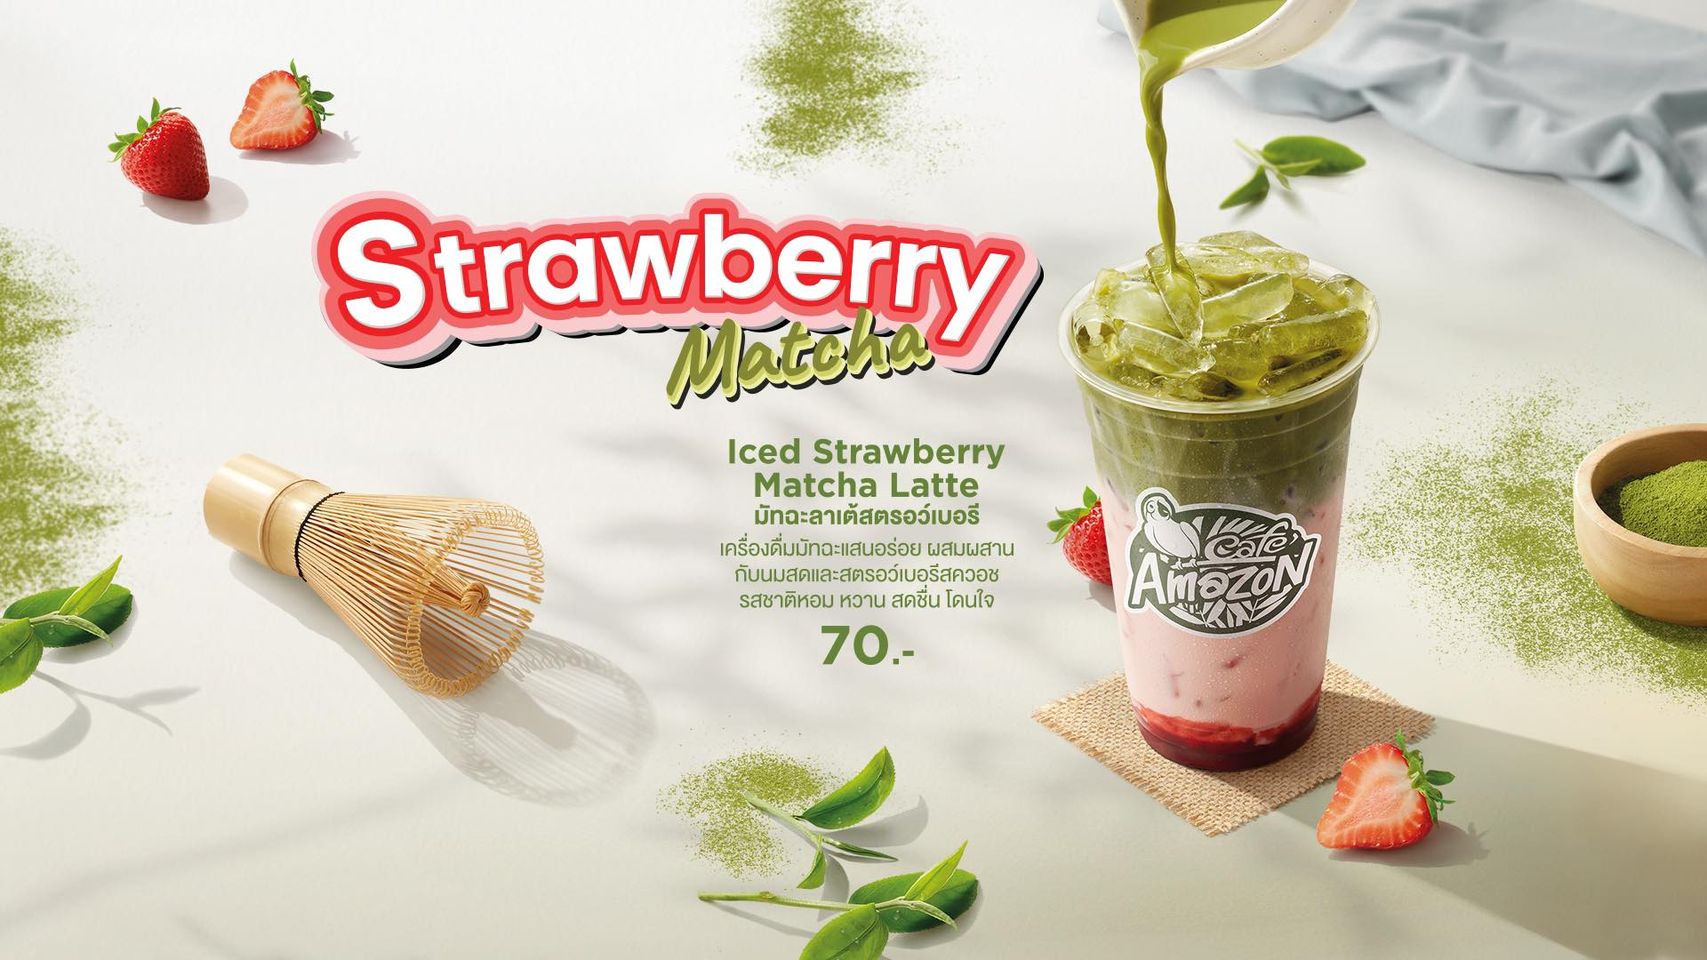 Strawberry
Matcha
Iced Strawberry
Matcha Latte
มัทฉะลาเต้สตรอว์เบอรี
เครื่องดื่มมัทฉะแสนอร่อย ผสมผสาน
กับนมสดและสตรอว์เบอรีสควอช
รสชาติหอม หวาน สดชื่น โดนใจ
70.-
Café
Amazon